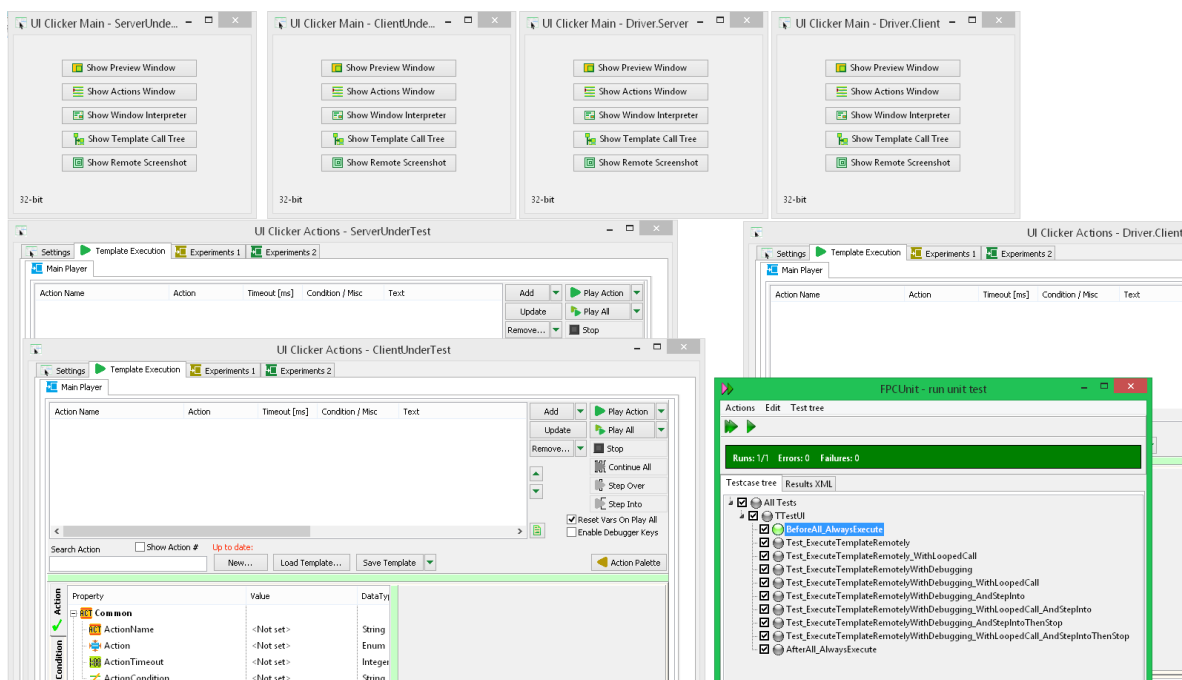 UI Clicker Main - ServerUnde...
Show Preview Window
Show Actions Window
Show Window Interpreter
Show Template Call Tree
Show Remote Screenshot
32-bit
UI Clicker Main - ClientUnde...
Show Preview Window
Show Actions Window
Show Window Interpreter
Show Template Call Tree
Show Remote Screenshot
32-bit
UI Clicker Main - Driver.Server
Show Preview Window
Show Actions Window
Show Window Interpreter
Show Template Call Tree
Show Remote Screenshot
32-bit
UI Clicker Main - Driver.Client
Show Preview Window
Show Actions Window
Show Window Interpreter
Show Template Call Tree
Show Remote Screenshot
32-bit
UI Clicker Actions - ServerUnderTest
Settings Template Execution Experiments 1 Experiments 2
Main Player
Action Name Action Timeout [ms] Condition / Misc Text
Add Play Action
Update Play All
Remove... Stop
UI Clicker Actions - Driver.Client
Settings Template Execution Experiments 1 Experiments 2
Main Player
Action Name Action Timeout [ms] Condition / Misc Text
UI Clicker Actions - ClientUnderTest
Settings Template Execution Experiments 1 Experiments 2
Main Player
Action Name Action Timeout [ms] Condition / Misc Text
Add Play Action
Update Play All
Remove... Stop
Continue All
Step Over
Step Into
Reset Vars On Play All
Enable Debugger Keys
Search Action Show Action # Up to date:
New... Load Template... Save Template Action Palette
Action
Condition
Property Value DataTyp
ACT Common
ACT ActionName <Not set> String
Action <Not set> Enum
ActionTimeout <Not set> Integer
ActionCondition <Not set> String
FPCUnit - run unit test
Actions Edit Test tree
Runs: 1/1 Errors: 0 Failures: 0
Testcase tree Results XML
All Tests
TTestUI
BeforeAll_AlwaysExecute
Test_ExecuteTemplateRemotely
Test_ExecuteTemplateRemotely_WithLoopedCall
Test_ExecuteTemplateRemotelyWithDebugging
Test_ExecuteTemplateRemotelyWithDebugging_WithLoopedCall
Test_ExecuteTemplateRemotelyWithDebugging_AndStepInto
Test_ExecuteTemplateRemotelyWithDebugging_WithLoopedCall_AndStepInto
Test_ExecuteTemplateRemotelyWithDebugging_AndStepIntoThenStop
Test_ExecuteTemplateRemotelyWithDebugging_WithLoopedCall_AndStepIntoThenStop
AfterAll_AlwaysExecute